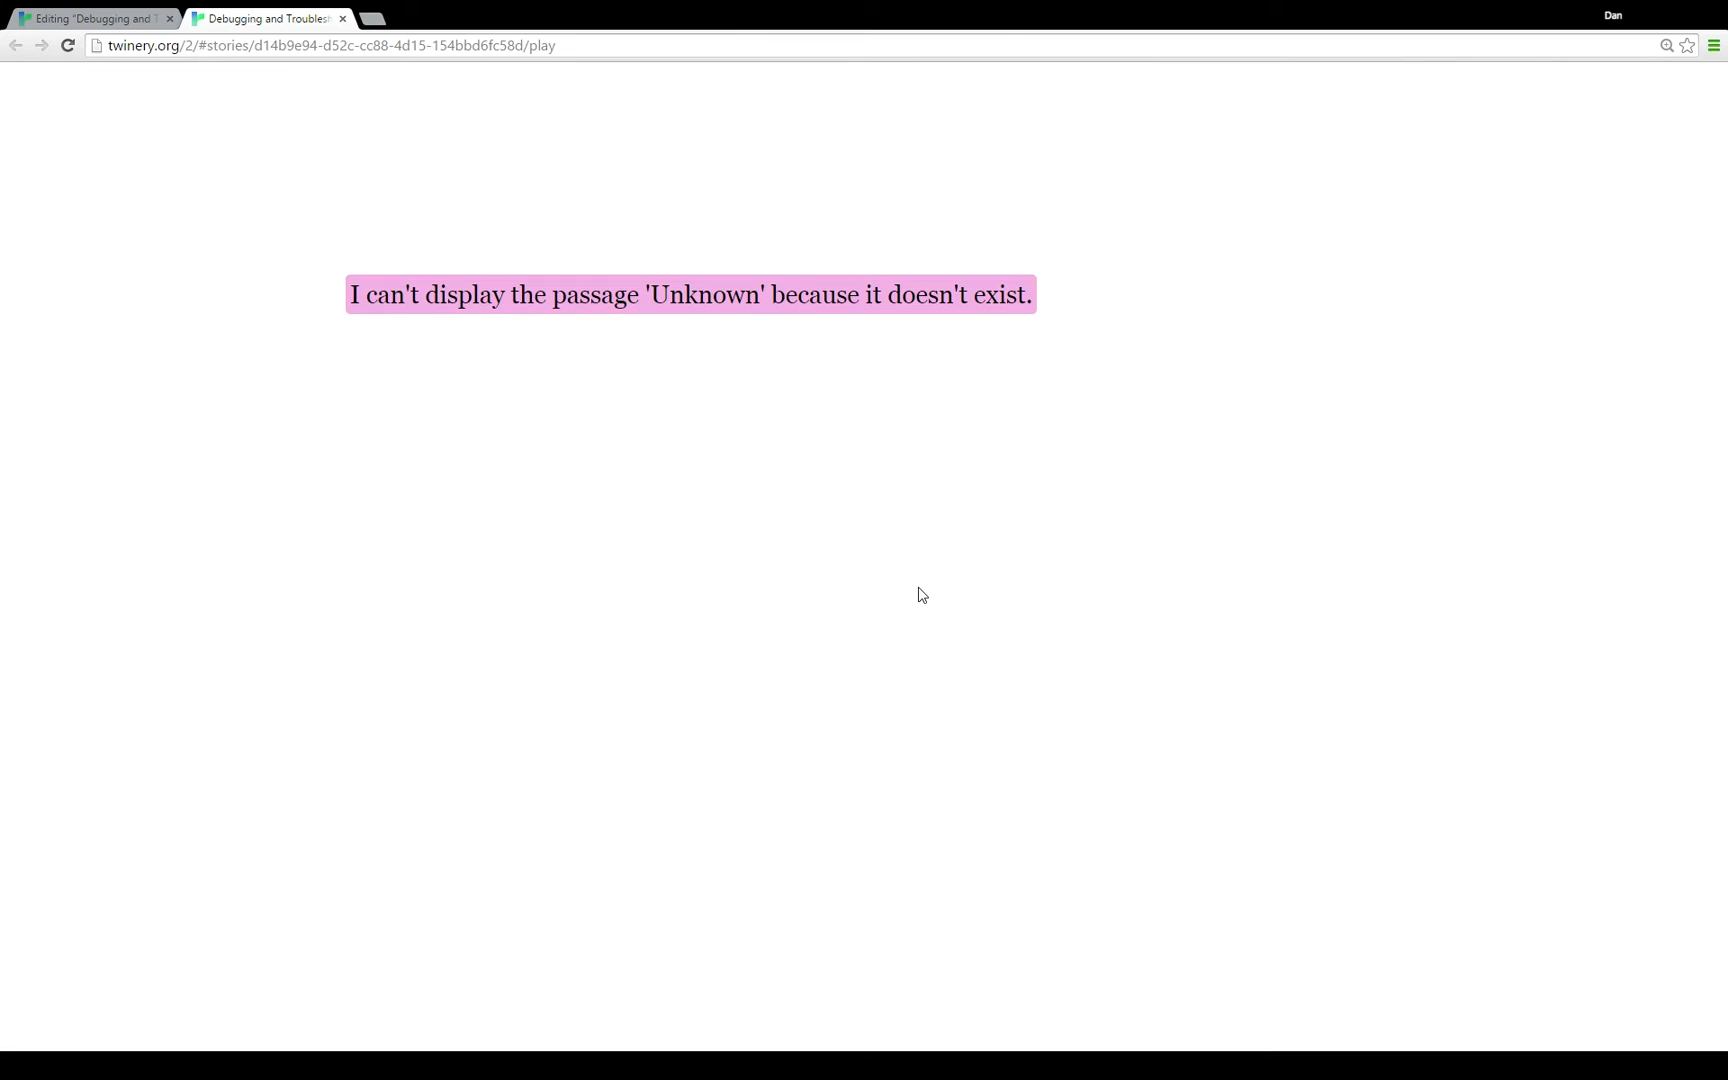 Editing "Debugging and T
Debugging and Troublesh
Dan
twinery.org/2/#stories/d14b9e94-d52c-cc88-4d15-154bbd6fc58d/play
I can't display the passage 'Unknown' because it doesn't exist.